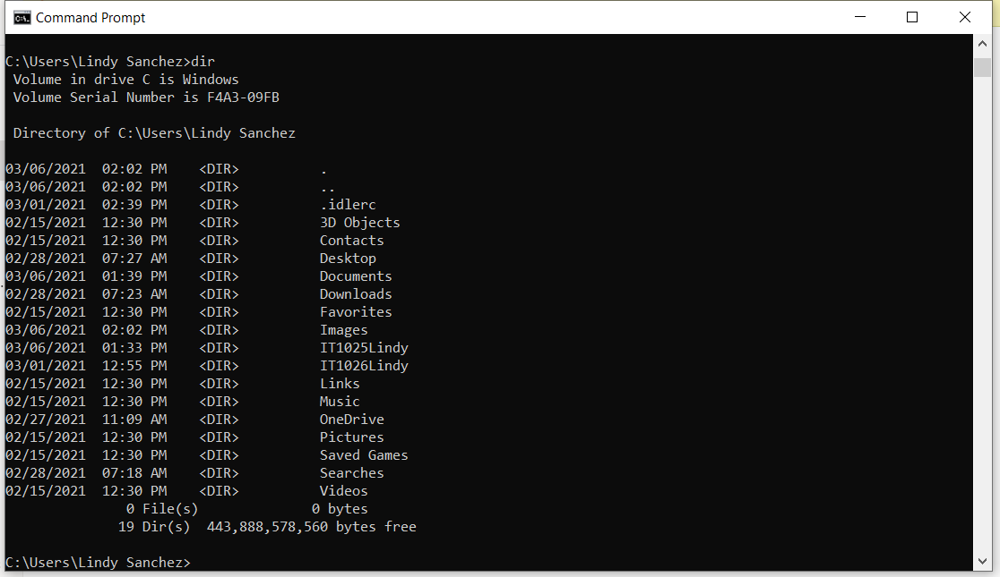 Command Prompt
C:\Users\Lindy Sanchez>dir
 Volume in drive C is Windows
 Volume Serial Number is F4A3-09FB

 Directory of C:\Users\Lindy Sanchez

03/06/2021  02:02 PM    <DIR>          .
03/06/2021  02:02 PM    <DIR>          ..
03/01/2021  02:39 PM    <DIR>          .idlerc
02/15/2021  12:30 PM    <DIR>          3D Objects
02/15/2021  12:30 PM    <DIR>          Contacts
02/28/2021  07:27 AM    <DIR>          Desktop
03/06/2021  01:39 PM    <DIR>          Documents
02/28/2021  07:23 AM    <DIR>          Downloads
02/15/2021  12:30 PM    <DIR>          Favorites
03/06/2021  02:02 PM    <DIR>          Images
03/06/2021  01:33 PM    <DIR>          IT1025Lindy
03/01/2021  12:55 PM    <DIR>          IT1026Lindy
02/15/2021  12:30 PM    <DIR>          Links
02/15/2021  12:30 PM    <DIR>          Music
02/27/2021  11:09 AM    <DIR>          OneDrive
02/15/2021  12:30 PM    <DIR>          Pictures
02/15/2021  12:30 PM    <DIR>          Saved Games
02/28/2021  07:18 AM    <DIR>          Searches
02/15/2021  12:30 PM    <DIR>          Videos
               0 File(s)              0 bytes
              19 Dir(s)  443,888,578,560 bytes free

C:\Users\Lindy Sanchez>